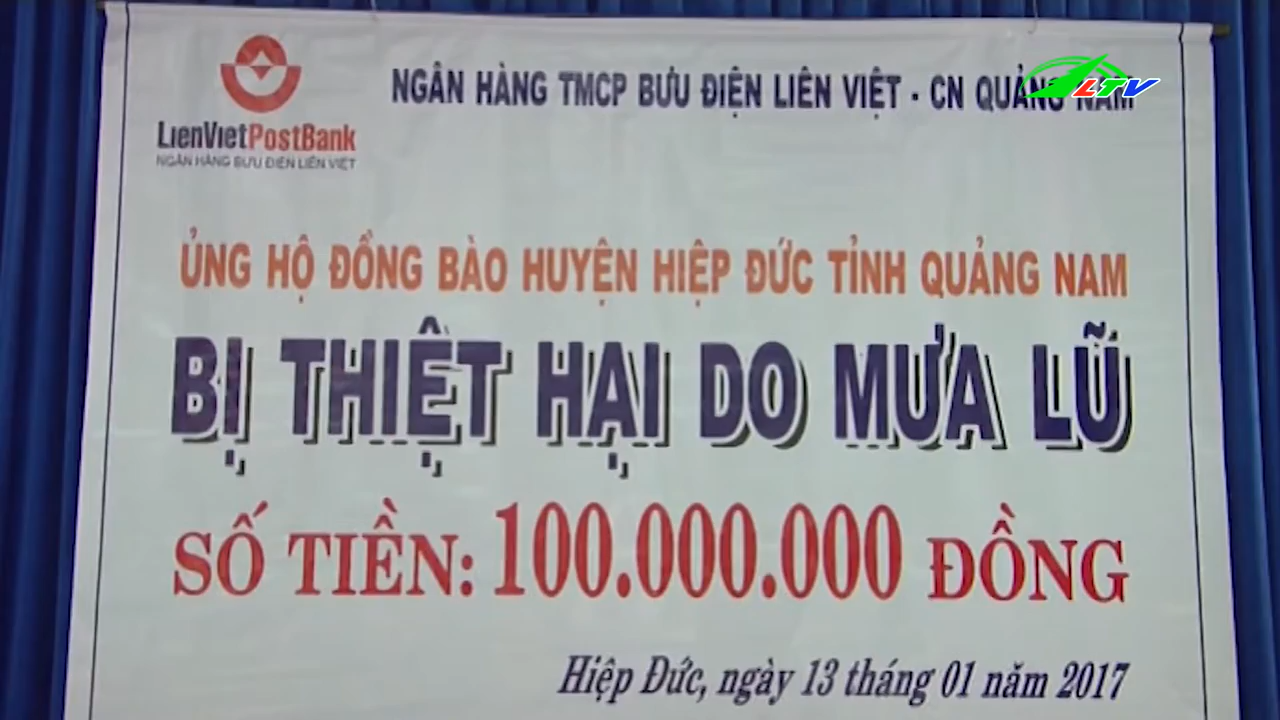 LTV
NGÂN HÀNG TMCP BƯU ĐIỆN LIÊN VIỆT - CN QUẢNG NAM
LienVietPostBank
NGÂN HÀNG BƯU ĐIỆN LIÊN VIỆT
ỦNG HỘ ĐỒNG BÀO HUYỆN HIỆP ĐỨC TỈNH QUẢNG NAM
BỊ THIỆT HẠI DO MƯA LŨ
SỐ TIỀN: 100.000.000 ĐỒNG
Hiệp Đức, ngày 13 tháng 01 năm 2017